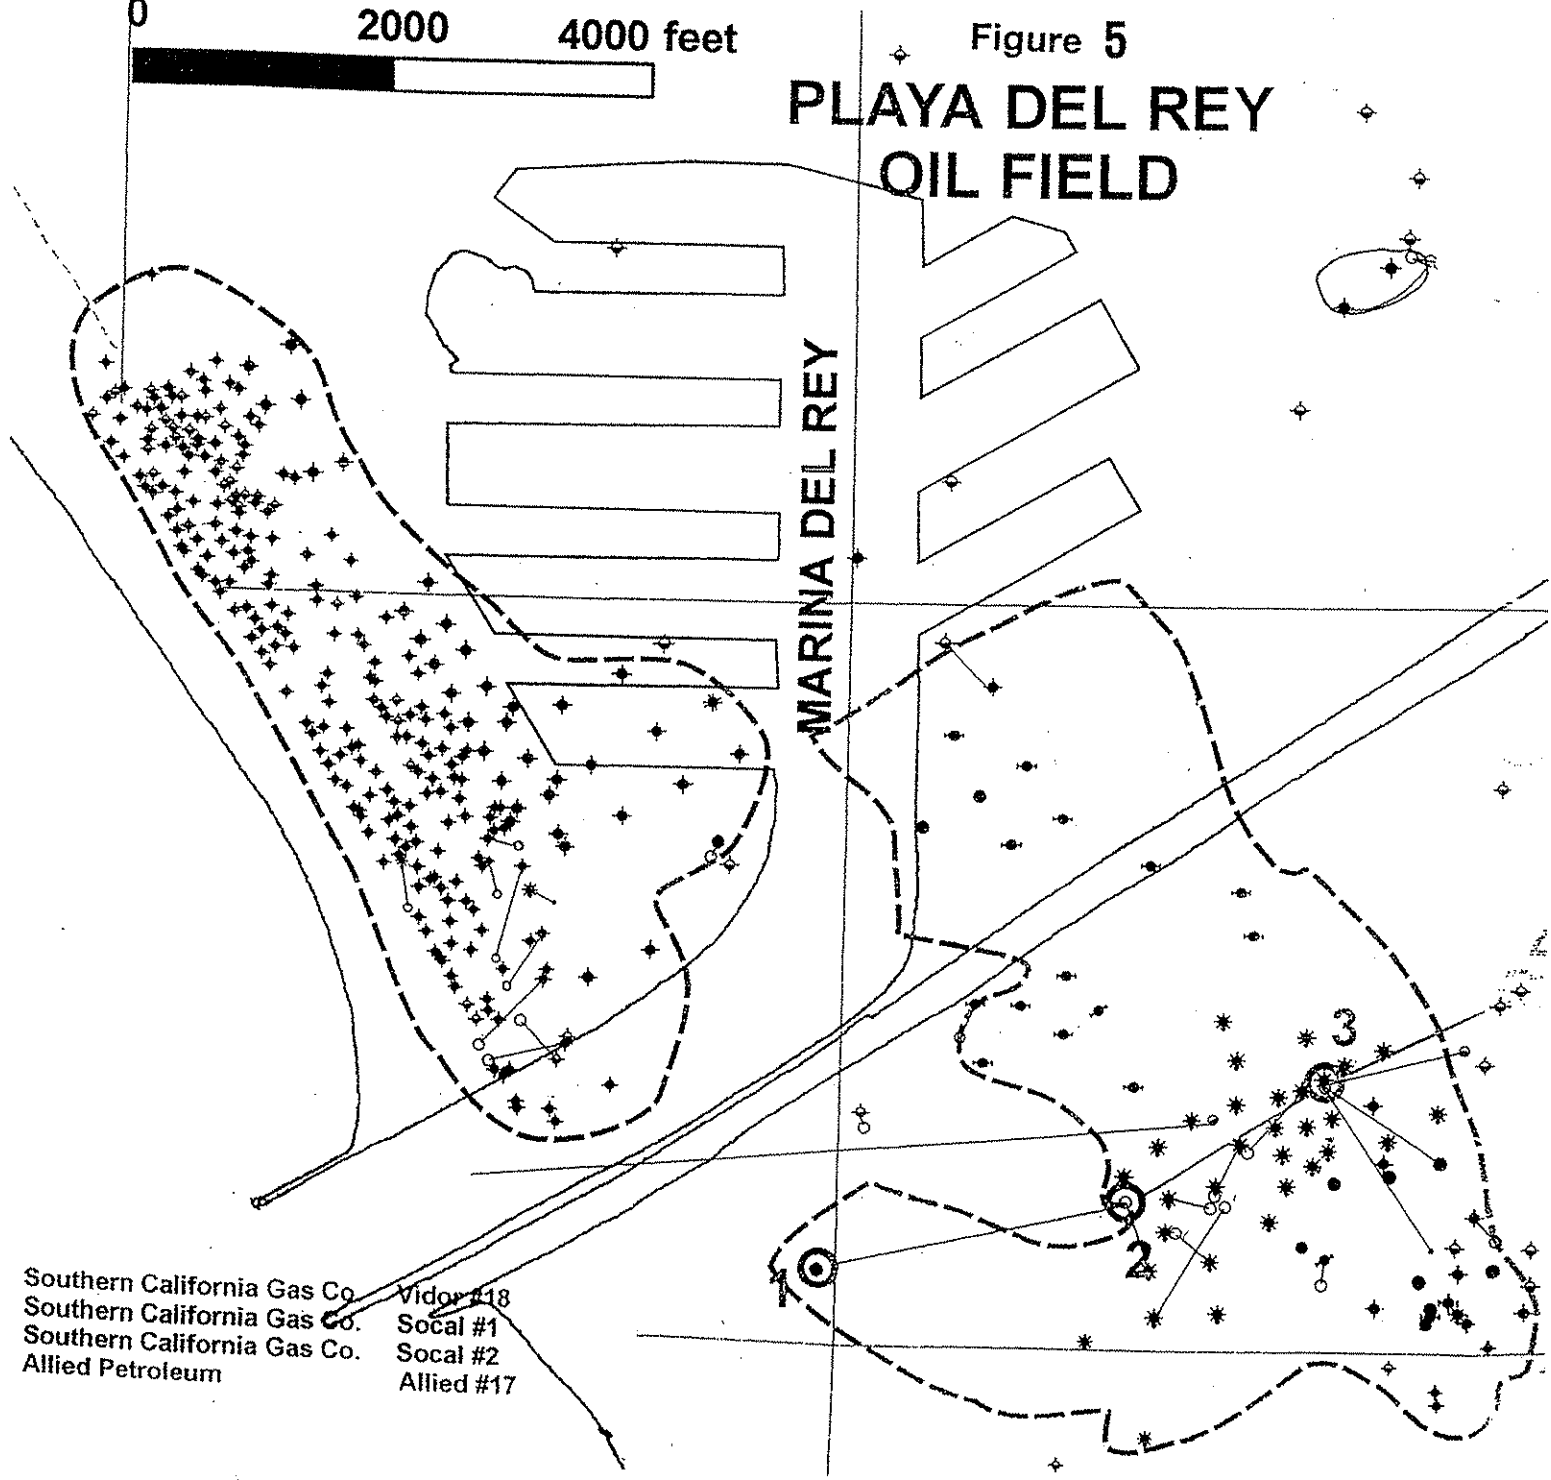 0 2000 4000 feet
Figure 5
PLAYA DEL REY
OIL FIELD
MARINA DEL REY
3
2
1
Southern California Gas Co. Vidor #18
Southern California Gas Co. Socal #1
Southern California Gas Co. Socal #2
Allied Petroleum Allied #17